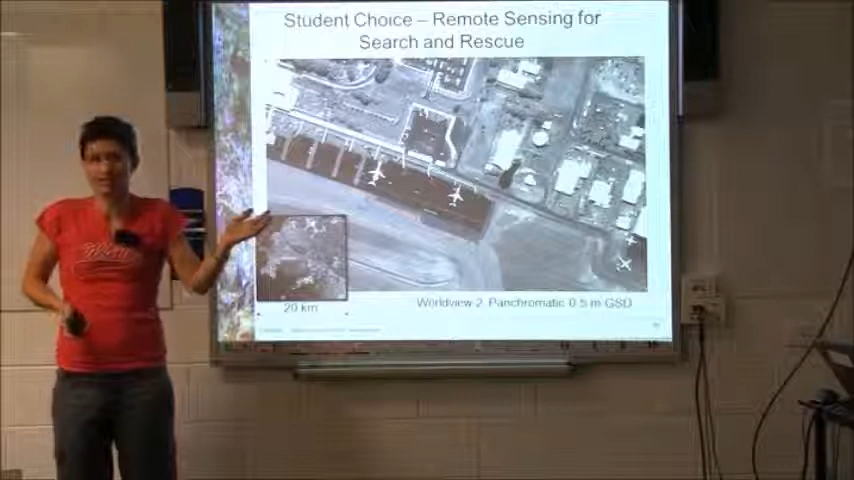 Student Choice – Remote Sensing for
Search and Rescue
20 km
Worldview-2 Panchromatic 0.5 m GSD